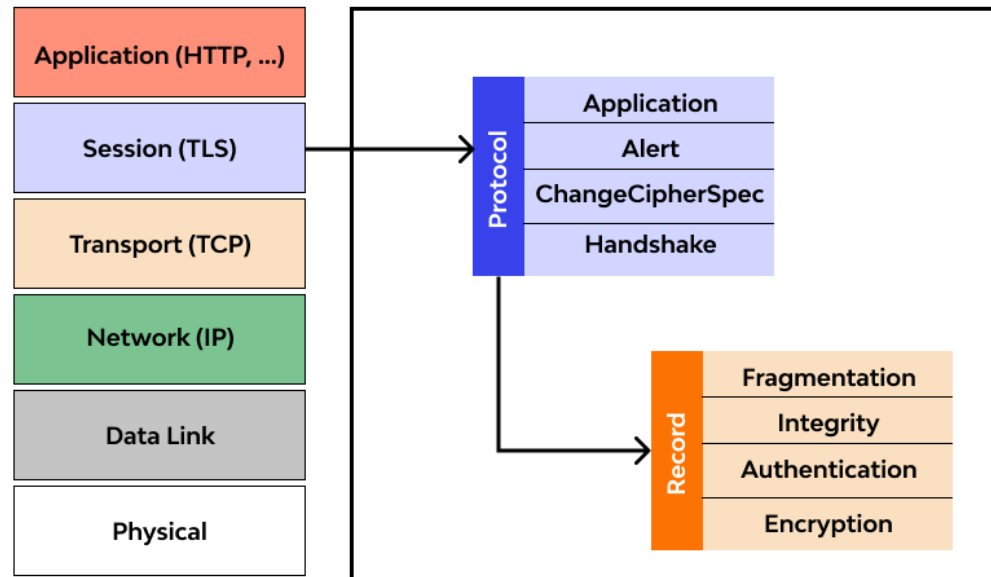 Application (HTTP, ...)
Session (TLS)
Transport (TCP)
Network (IP)
Data Link
Physical
Protocol
Application
Alert
ChangeCipherSpec
Handshake
Record
Fragmentation
Integrity
Authentication
Encryption